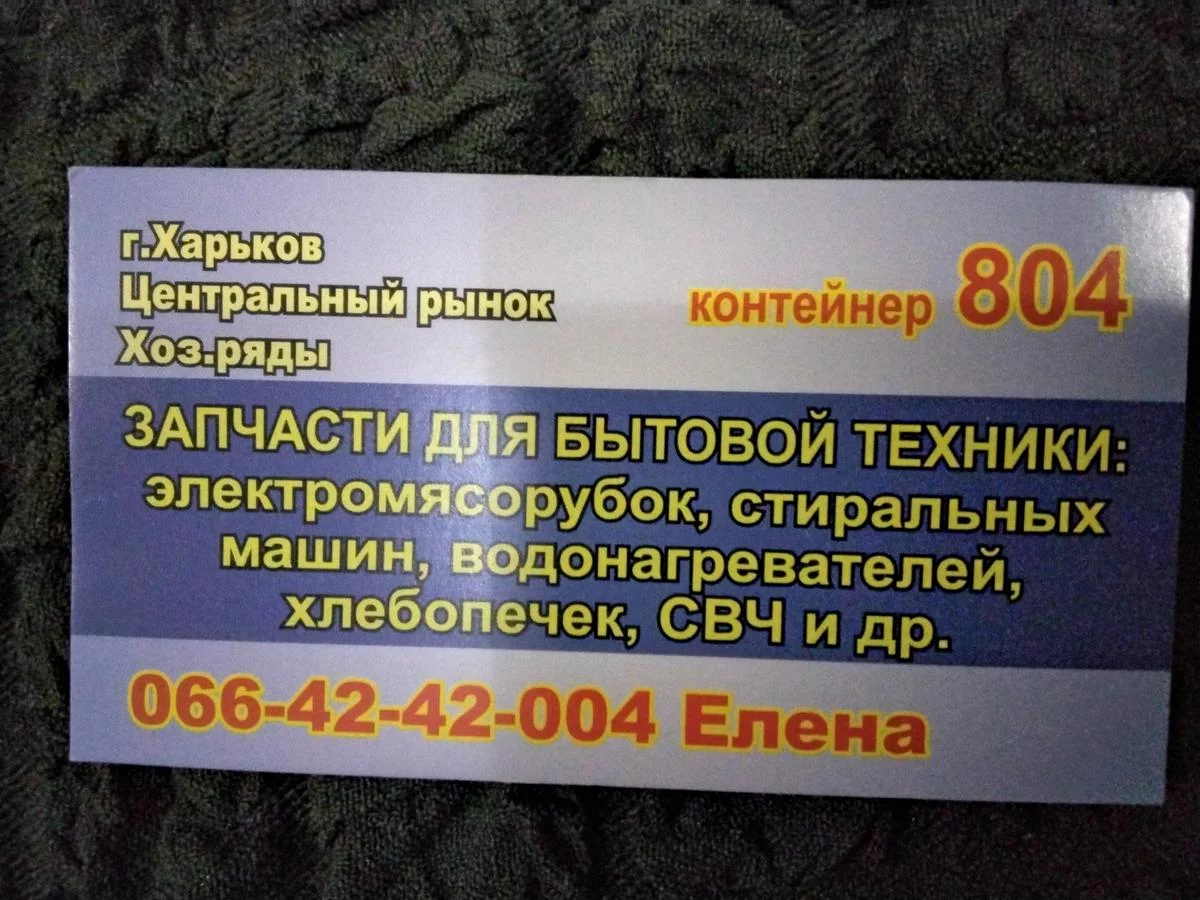 г.Харьков
Центральный рынок
Хоз.ряды
контейнер 804
ЗАПЧАСТИ ДЛЯ БЫТОВОЙ ТЕХНИКИ:
электромясорубок, стиральных
машин, водонагревателей,
хлебопечек, СВЧ и др.
066-42-42-004 Елена